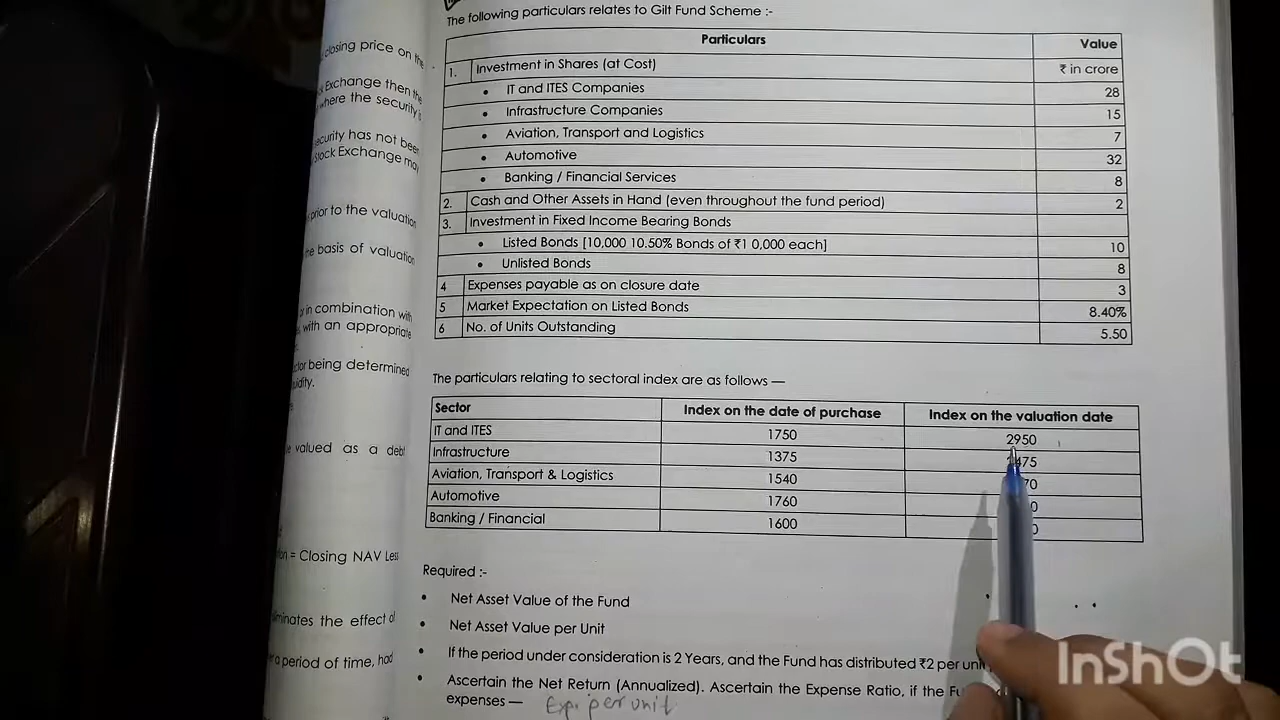 closing price on the
Exchange then the
where the security is
security has not been
Stock Exchange may
prior to the valuation
basis of valuation
or in combination with
with an appropriate
being determined
valued as a debt
= Closing NAV Less
the effect of
a period of time, had
The following particulars relates to Gilt Fund Scheme :-
Particulars Value
1. Investment in Shares (at Cost) ₹ in crore
• IT and ITES Companies 28
• Infrastructure Companies 15
• Aviation, Transport and Logistics 7
• Automotive 32
• Banking / Financial Services 8
2. Cash and Other Assets in Hand (even throughout the fund period) 2
3. Investment in Fixed Income Bearing Bonds
• Listed Bonds [10,000 10.50% Bonds of ₹1 0,000 each] 10
• Unlisted Bonds 8
4 Expenses payable as on closure date 3
5 Market Expectation on Listed Bonds 8.40%
6 No. of Units Outstanding 5.50
The particulars relating to sectoral index are as follows —
Sector Index on the date of purchase Index on the valuation date
IT and ITES 1750 2950
Infrastructure 1375
Aviation, Transport & Logistics 1540
Automotive 1760
Banking / Financial 1600
Required :-
• Net Asset Value of the Fund
• Net Asset Value per Unit
• If the period under consideration is 2 Years, and the Fund has distributed ₹2 per
• Ascertain the Net Return (Annualized). Ascertain the Expense Ratio, if the
expenses — Exp. per unit
InShOt